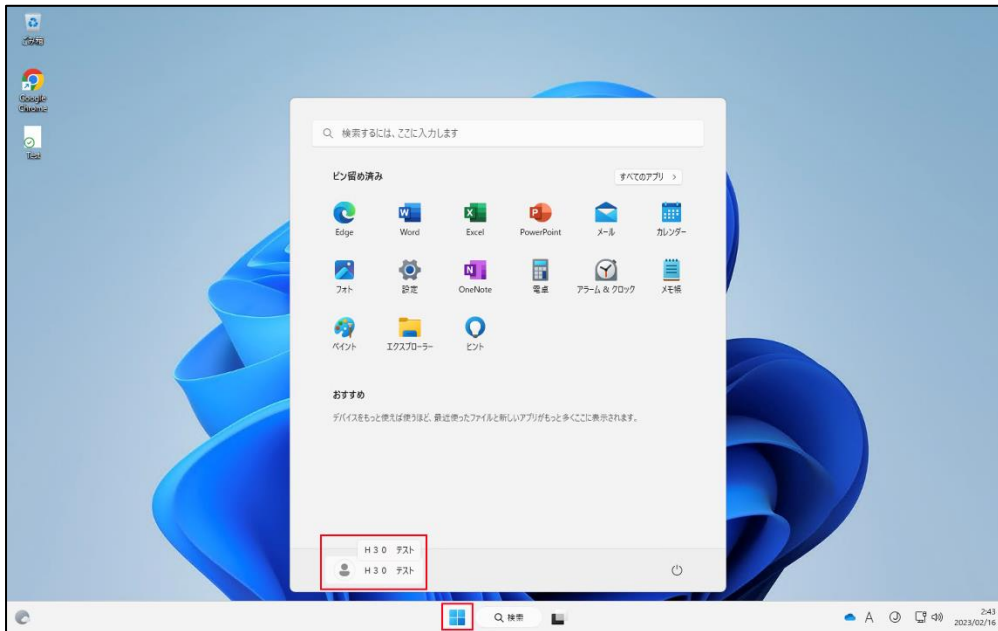 ごみ箱
Google
Chrome
Test
検索するには、ここに入力します
ピン留め済み
すべてのアプリ >
Edge
Word
Excel
PowerPoint
メール
カレンダー
フォト
設定
OneNote
電卓
アラーム & クロック
メモ帳
ペイント
エクスプローラー
ヒント
おすすめ
デバイスをもっと使えば使うほど、最近使ったファイルと新しいアプリがもっと多くここに表示されます。
H30 テスト
H30 テスト
検索
A
2:43
2023/02/16